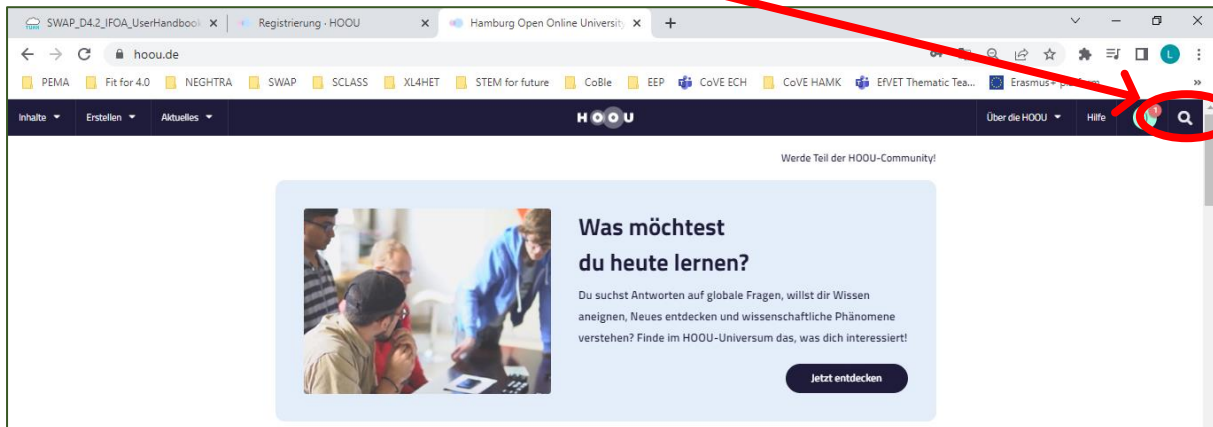 SWAP_D4.2_IFOA_UserHandbook
Registrierung · HOOU
Hamburg Open Online University
hoou.de
PEMA Fit for 4.0 NEGHTRA SWAP SCLASS XL4HET STEM for future CoBle EEP CoVE ECH CoVE HAMK EfVET Thematic Tea... Erasmus+
L
Inhalte Erstellen Aktuelles HOOU Über die HOOU Hilfe 1
Werde Teil der HOOU-Community!
Was möchtest
du heute lernen?
Du suchst Antworten auf globale Fragen, willst dir Wissen
aneignen, Neues entdecken und wissenschaftliche Phänomene
verstehen? Finde im HOOU-Universum das, was dich interessiert!
Jetzt entdecken